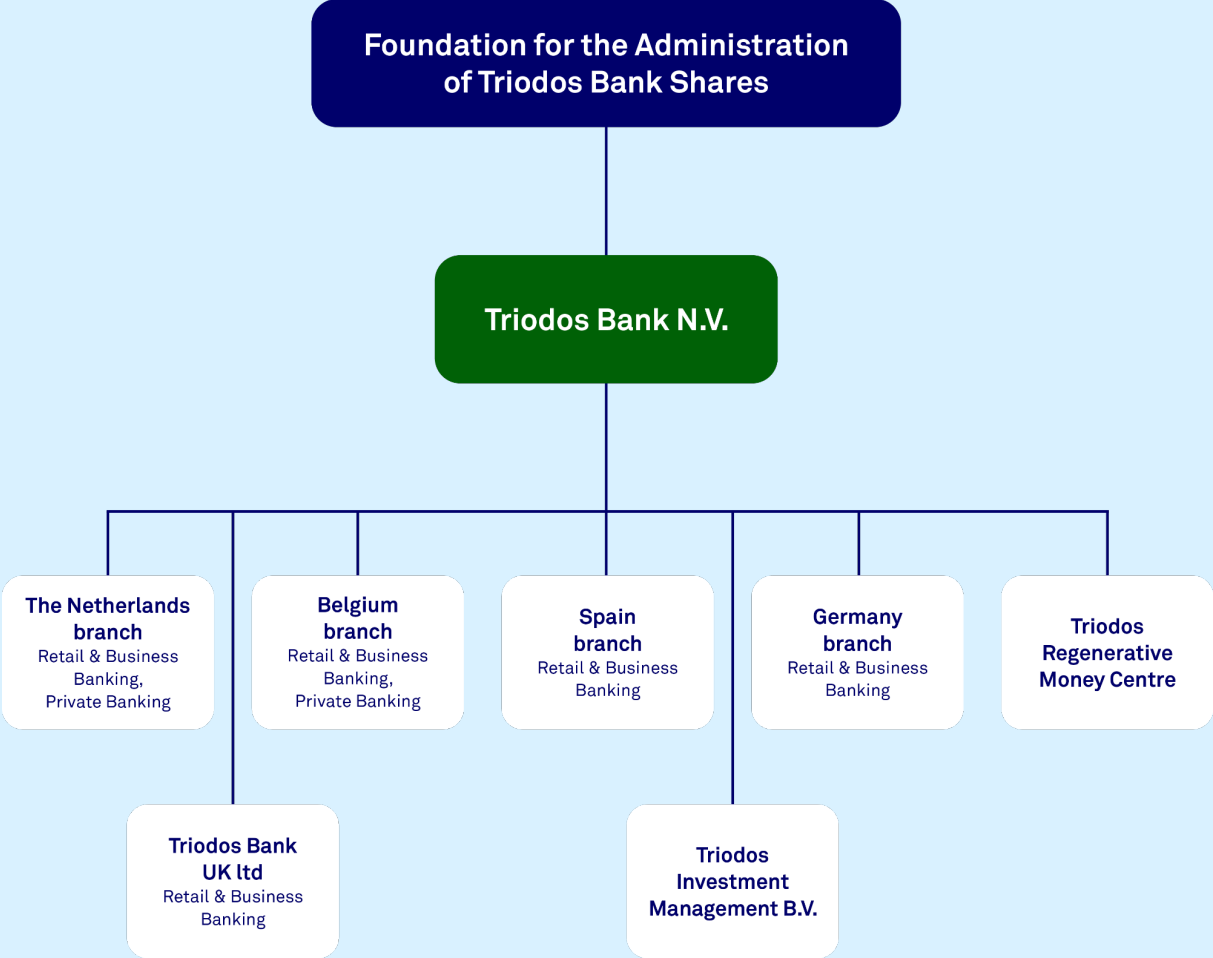 Foundation for the Administration
of Triodos Bank Shares
Triodos Bank N.V.
The Netherlands
branch
Retail & Business
Banking,
Private Banking
Belgium
branch
Retail & Business
Banking,
Private Banking
Spain
branch
Retail & Business
Banking
Germany
branch
Retail & Business
Banking
Triodos
Regenerative
Money Centre
Triodos Bank
UK ltd
Retail & Business
Banking
Triodos
Investment
Management B.V.